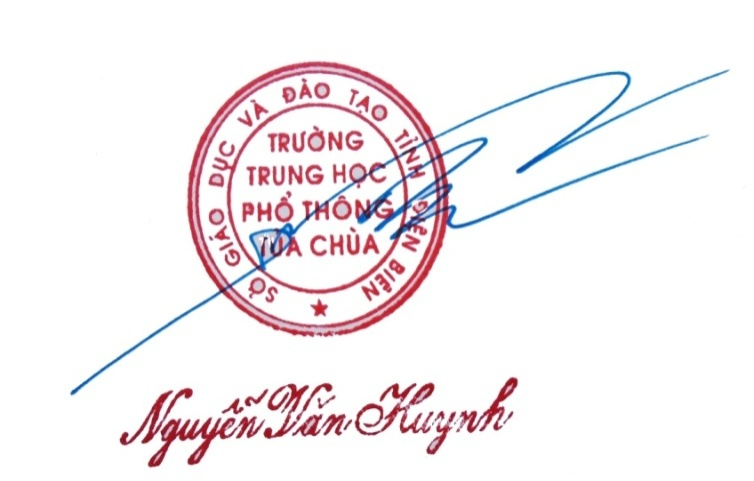 SỞ GIÁO DỤC VÀ ĐÀO TẠO TỈNH ĐIỆN BIÊN
TRƯỜNG
TRUNG HỌC
PHỔ THÔNG
TỦA CHÙA
★
Nguyễn Văn Huynh